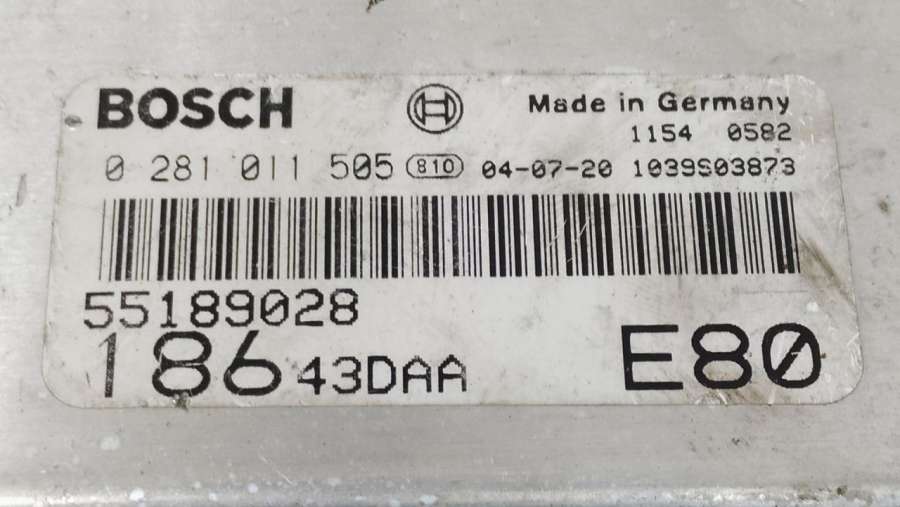 BOSCH Made in Germany
1154 0582
0 281 011 505 810 04-07-20 1039S03873
55189028
186 43DAA E80